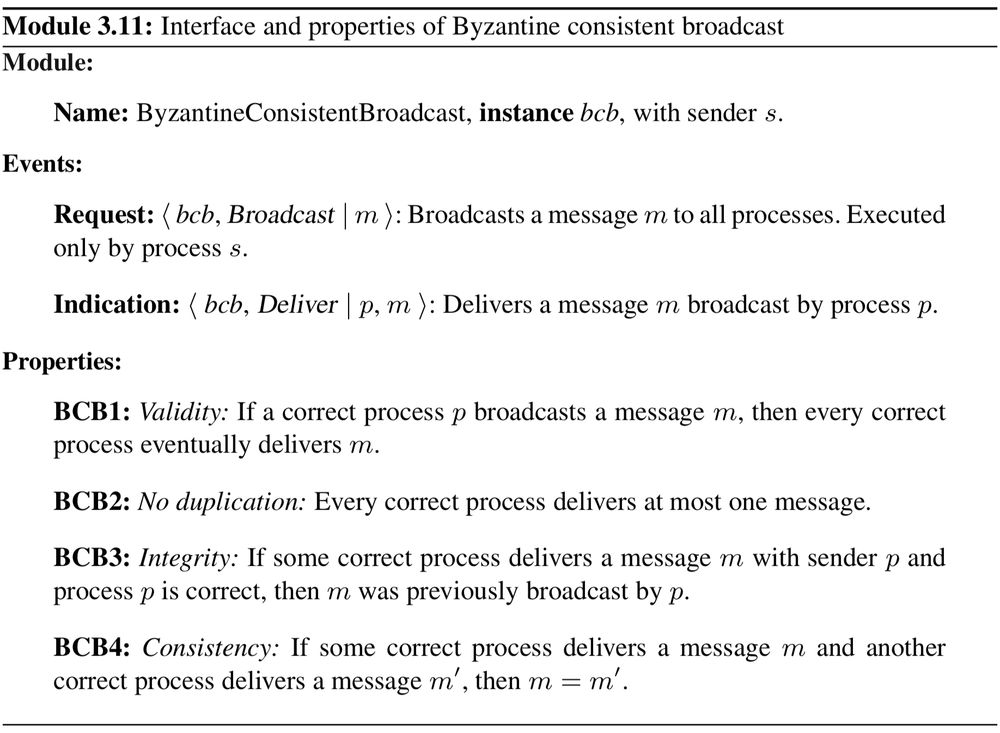 Module 3.11: Interface and properties of Byzantine consistent broadcast
Module:
Name: ByzantineConsistentBroadcast, instance bcb, with sender s.
Events:
Request: ⟨ bcb, Broadcast | m ⟩: Broadcasts a message m to all processes. Executed
only by process s.
Indication: ⟨ bcb, Deliver | p, m ⟩: Delivers a message m broadcast by process p.
Properties:
BCB1: Validity: If a correct process p broadcasts a message m, then every correct
process eventually delivers m.
BCB2: No duplication: Every correct process delivers at most one message.
BCB3: Integrity: If some correct process delivers a message m with sender p and
process p is correct, then m was previously broadcast by p.
BCB4: Consistency: If some correct process delivers a message m and another
correct process delivers a message m′, then m = m′.